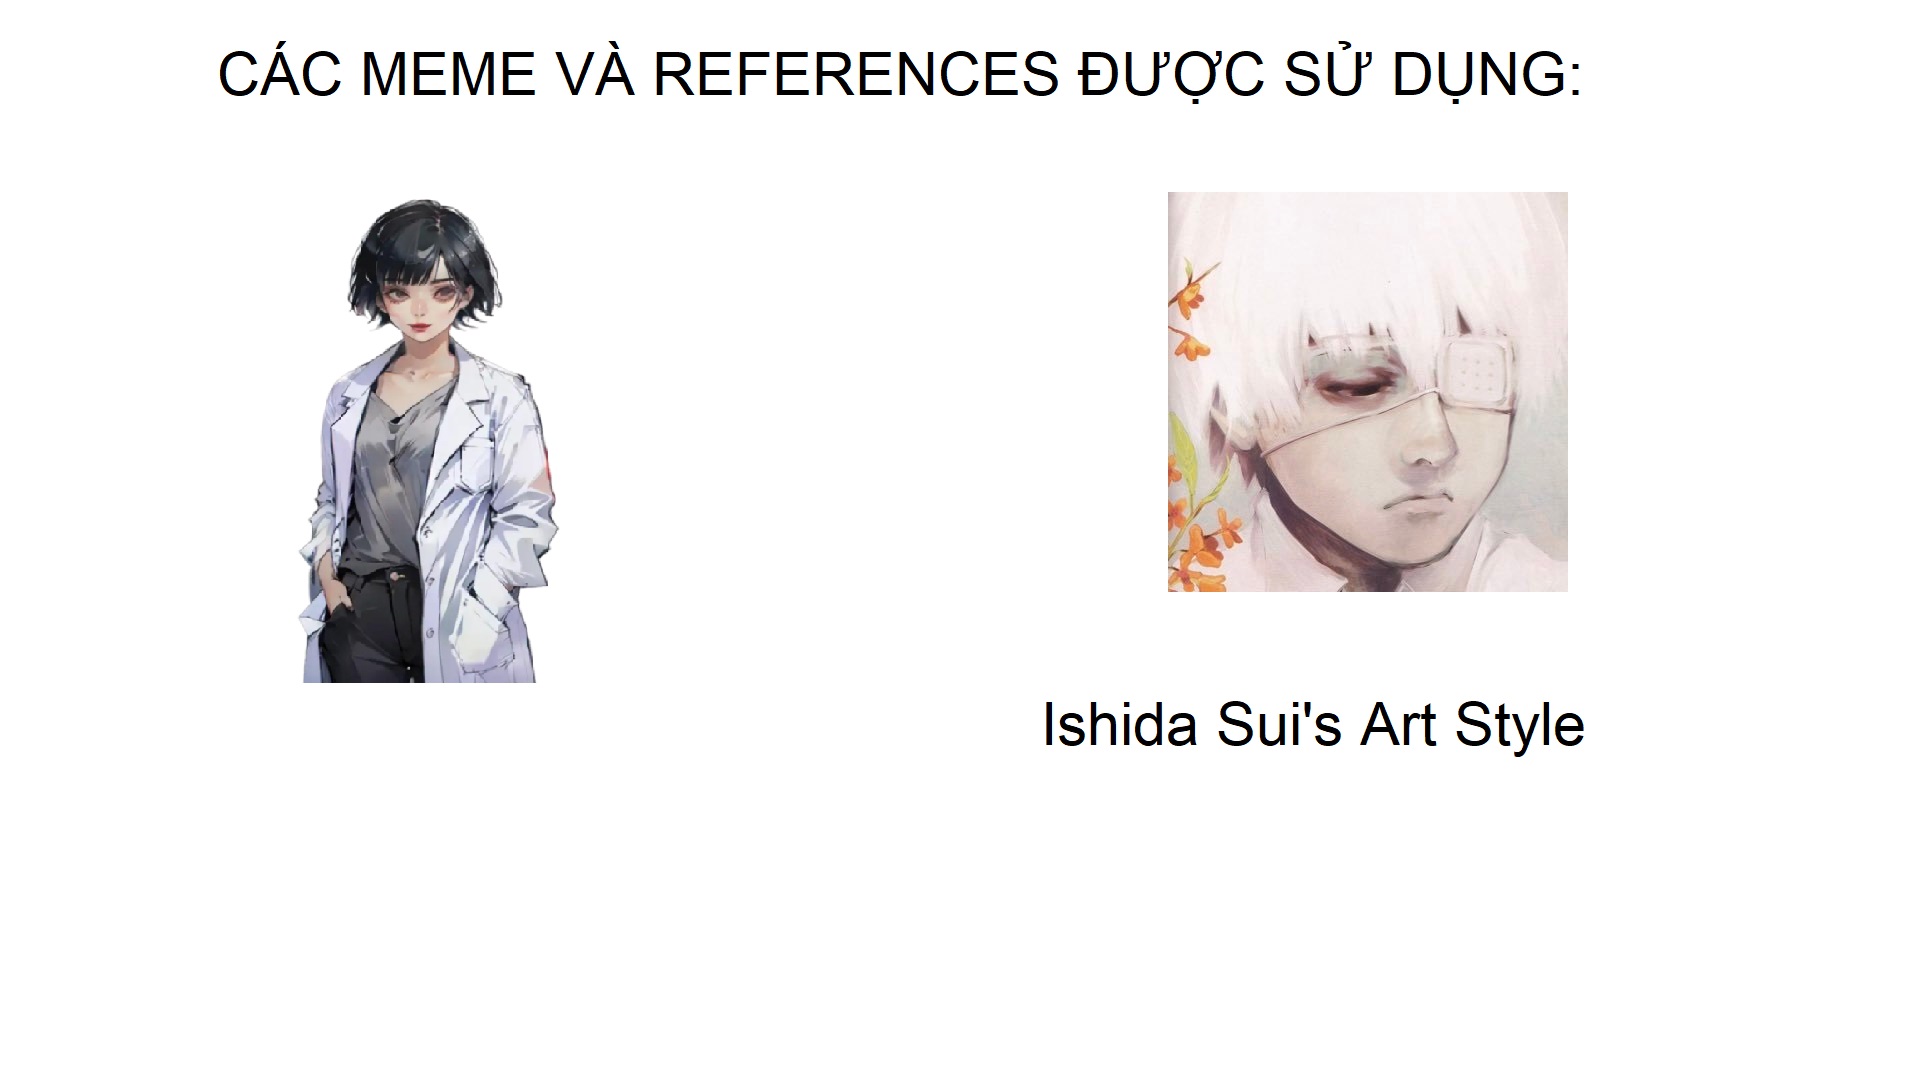 CÁC MEME VÀ REFERENCES ĐƯỢC SỬ DỤNG:
Ishida Sui's Art Style